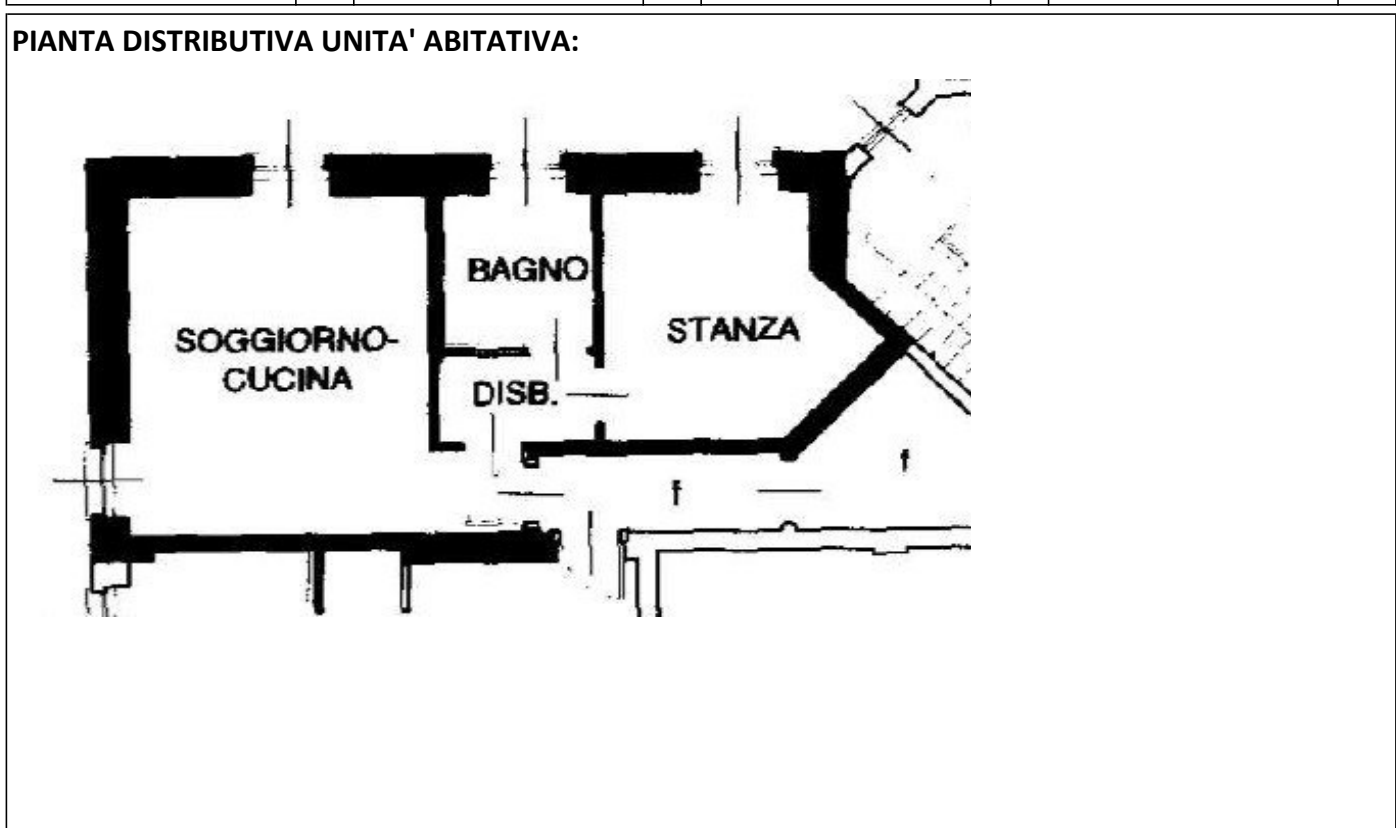 PIANTA DISTRIBUTIVA UNITA' ABITATIVA:
BAGNO
SOGGIORNO-
CUCINA
STANZA
DISB.
f
f